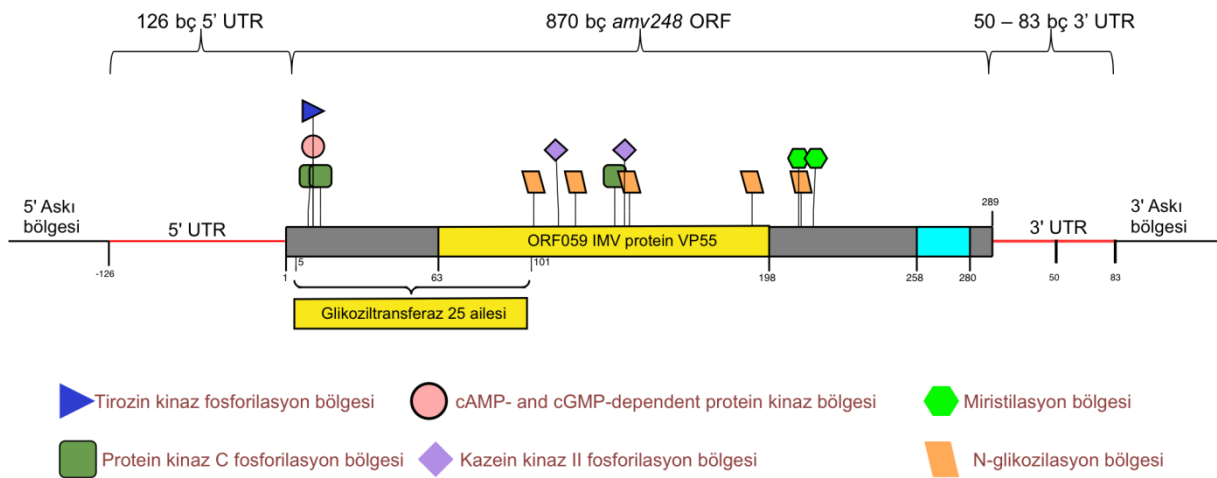 126 bç 5' UTR
870 bç amv248 ORF
50 – 83 bç 3' UTR
5' Askı
bölgesi
5' UTR
ORF059 IMV protein VP55
289
3' UTR
3' Askı
bölgesi
-126
1
5
63
101
198
258
280
50
83
Glikoziltransferaz 25 ailesi
Tirozin kinaz fosforilasyon bölgesi
cAMP- and cGMP-dependent protein kinaz bölgesi
Miristilasyon bölgesi
Protein kinaz C fosforilasyon bölgesi
Kazein kinaz II fosforilasyon bölgesi
N-glikozilasyon bölgesi